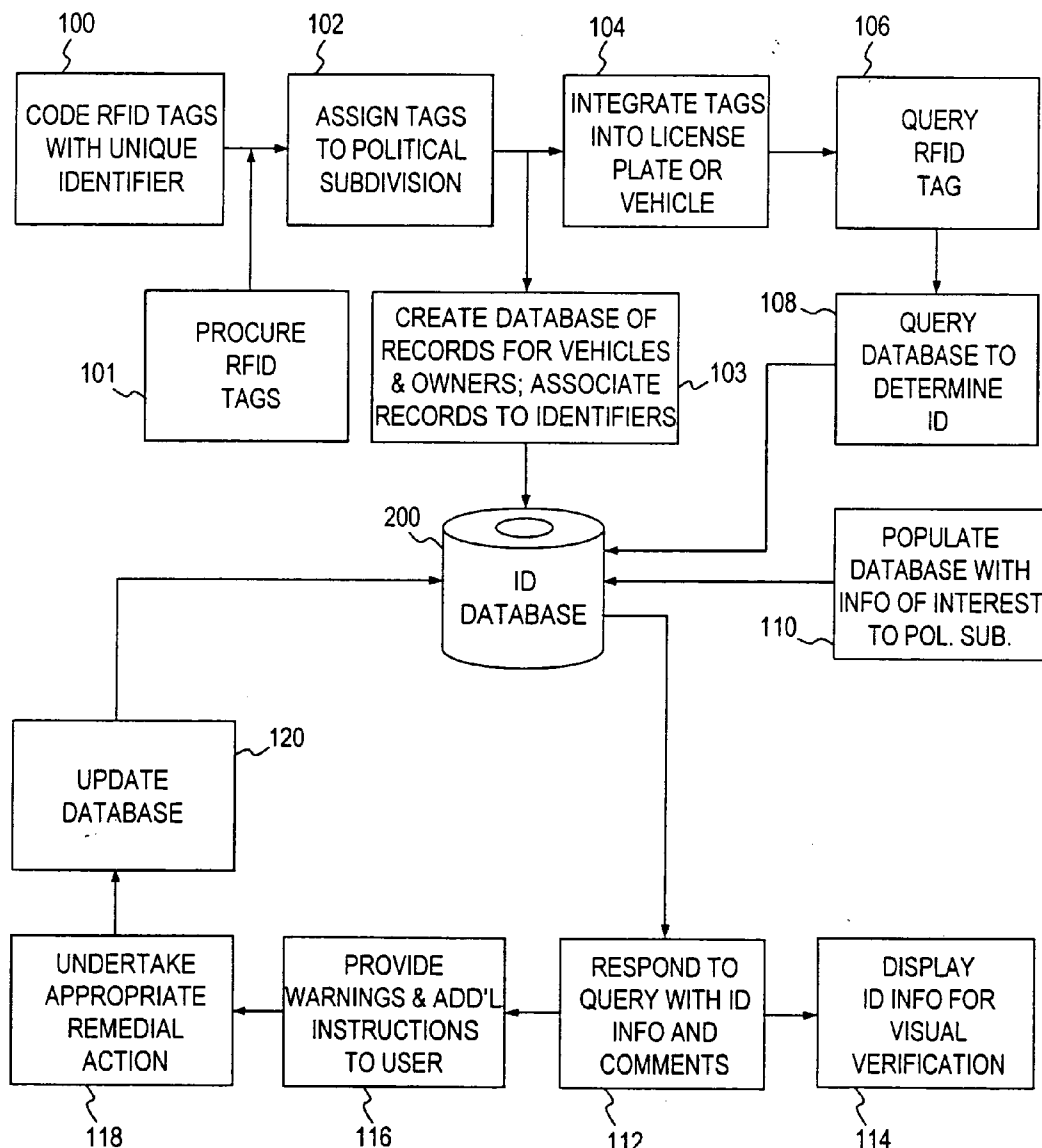 100
CODE RFID TAGS
WITH UNIQUE
IDENTIFIER
102
ASSIGN TAGS
TO POLITICAL
SUBDIVISION
104
INTEGRATE TAGS
INTO LICENSE
PLATE OR
VEHICLE
106
QUERY
RFID
TAG
101
PROCURE
RFID
TAGS
CREATE DATABASE OF
RECORDS FOR VEHICLES
& OWNERS; ASSOCIATE
RECORDS TO IDENTIFIERS
103
108
QUERY
DATABASE TO
DETERMINE
ID
200
ID
DATABASE
POPULATE
DATABASE WITH
INFO OF INTEREST
TO POL. SUB.
110
120
UPDATE
DATABASE
UNDERTAKE
APPROPRIATE
REMEDIAL
ACTION
118
PROVIDE
WARNINGS & ADD'L
INSTRUCTIONS
TO USER
116
RESPOND TO
QUERY WITH ID
INFO AND
COMMENTS
112
DISPLAY
ID INFO FOR
VISUAL
VERIFICATION
114